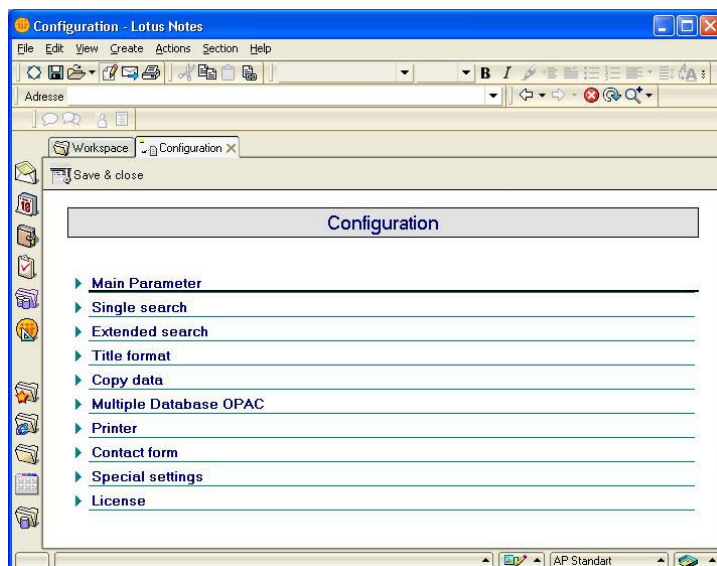 Configuration - Lotus Notes
File Edit View Create Actions Section Help
B I
Adresse
Workspace Configuration
Save & close
Configuration
Main Parameter
Single search
Extended search
Title format
Copy data
Multiple Database OPAC
Printer
Contact form
Special settings
License
AP Standart